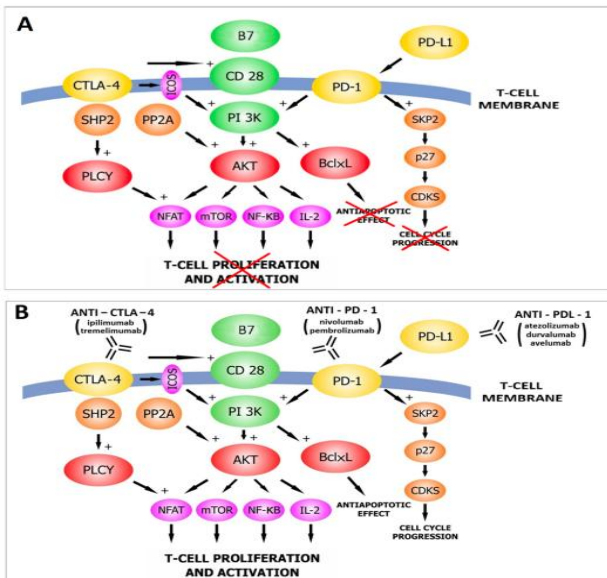 A
B7
PD-L1
CTLA-4
ICOS
CD 28
PD-1
T-CELL
MEMBRANE
SHP2
PP2A
PI 3K
SKP2
+
p27
PLCY
AKT
BclxL
CDKS
NFAT
mTOR
NF-KB
IL-2
ANTIAPOPTOTIC
EFFECT
CELL CYCLE
PROGRESSION
T-CELL PROLIFERATION
AND ACTIVATION
B
ANTI - CTLA-4
(ipilimumab
tremelimumab)
B7
ANTI - PD - 1
(nivolumab
pembrolizumab)
PD-L1
ANTI - PDL - 1
(atezolizumab
durvalumab
avelumab)
CTLA-4
ICOS
CD 28
PD-1
T-CELL
MEMBRANE
SHP2
PP2A
PI 3K
SKP2
+
p27
PLCY
AKT
BclxL
CDKS
NFAT
mTOR
NF-KB
IL-2
ANTIAPOPTOTIC
EFFECT
CELL CYCLE
PROGRESSION
T-CELL PROLIFERATION
AND ACTIVATION